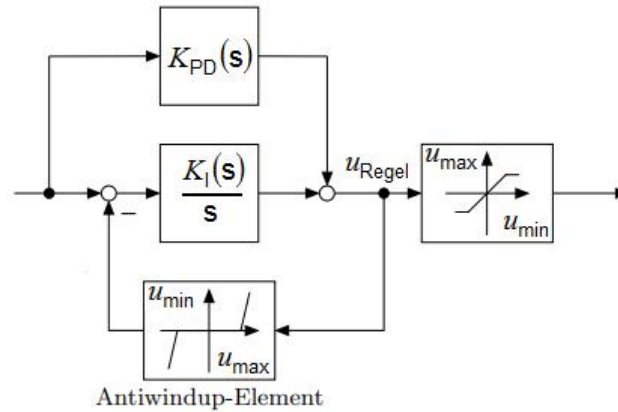 K_PD(s)
K_I(s)
s
–
u_Regel
u_max
u_min
u_min
u_max
Antiwindup-Element